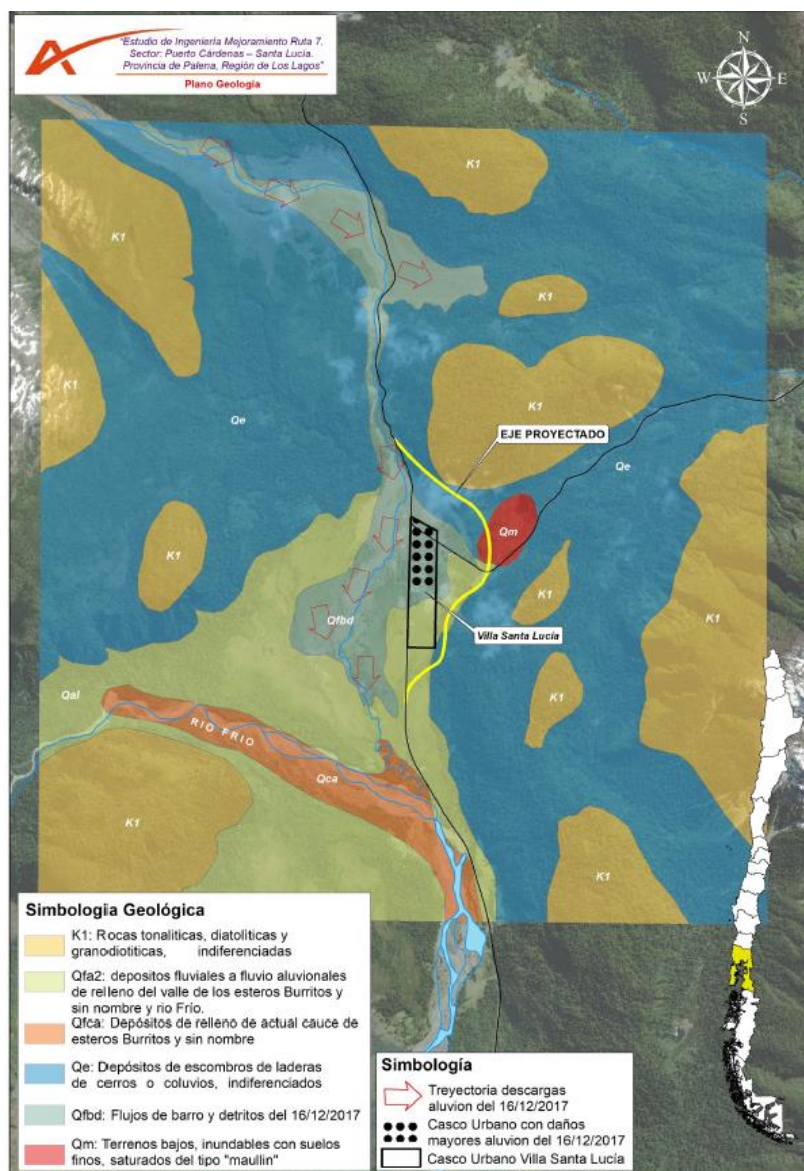 "Estudio de Ingeniería Mejoramiento Ruta 7.
Sector: Puerto Cárdenas – Santa Lucía.
Provincia de Palena, Región de Los Lagos"
Plano Geología
N
W
E
S
K1
K1
K1
K1
K1
Qe
EJE PROYECTADO
Qe
Qm
K1
K1
K1
Qfbd
Villa Santa Lucía
K1
Qal
RIO FRIO
Qca
K1
K1
Simbologia Geológica
K1: Rocas tonaliticas, diatolíticas y
granodiotiticas, indiferenciadas
Qfa2: depositos fluviales a fluvio aluvionales
de relleno del valle de los esteros Burritos y
sin nombre y rio Frío.
Qfca: Depósitos de relleno de actual cauce de
esteros Burritos y sin nombre
Qe: Depósitos de escombros de laderas
de cerros o coluvios, indiferenciados
Qfbd: Flujos de barro y detritos del 16/12/2017
Qm: Terrenos bajos, inundables con suelos
finos, saturados del tipo "maullin"
Simbología
Treyectoria descargas
aluvion del 16/12/2017
Casco Urbano con daños
mayores aluvion del 16/12/2017
Casco Urbano Villa Santa Lucía